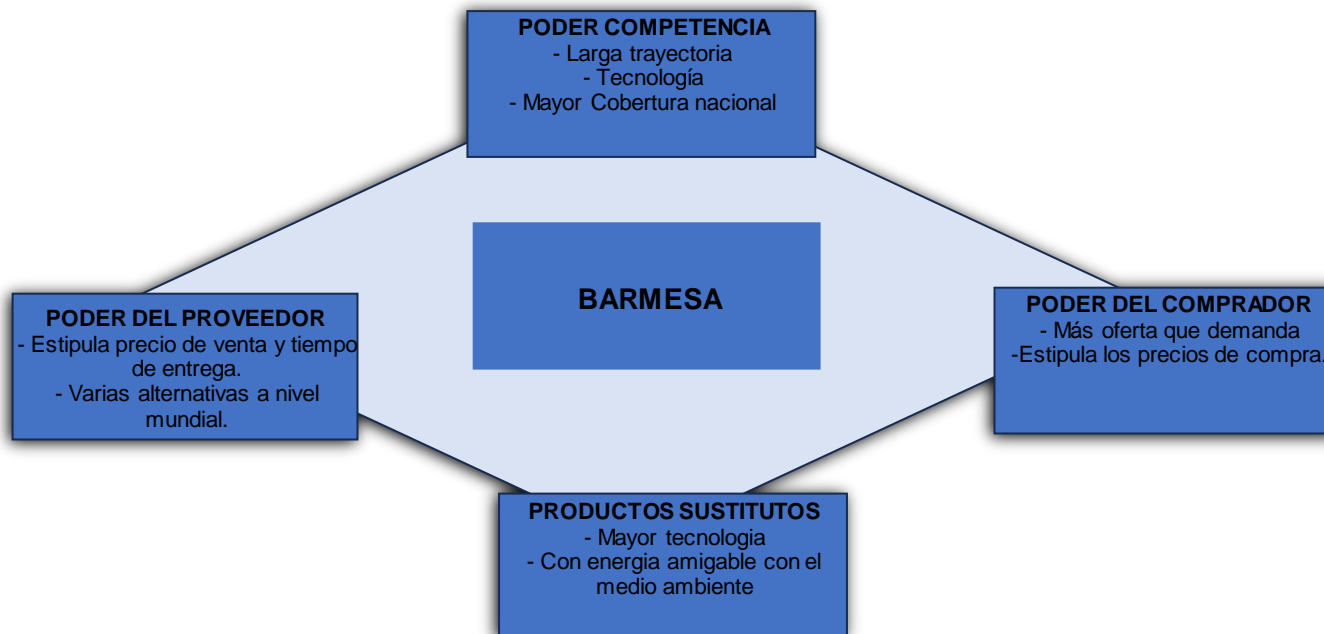 PODER COMPETENCIA
- Larga trayectoria
- Tecnología
- Mayor Cobertura nacional
BARMESA
PODER DEL PROVEEDOR
- Estipula precio de venta y tiempo
de entrega.
- Varias alternativas a nivel
mundial.
PODER DEL COMPRADOR
- Más oferta que demanda
-Estipula los precios de compra.
PRODUCTOS SUSTITUTOS
- Mayor tecnologia
- Con energia amigable con el
medio ambiente